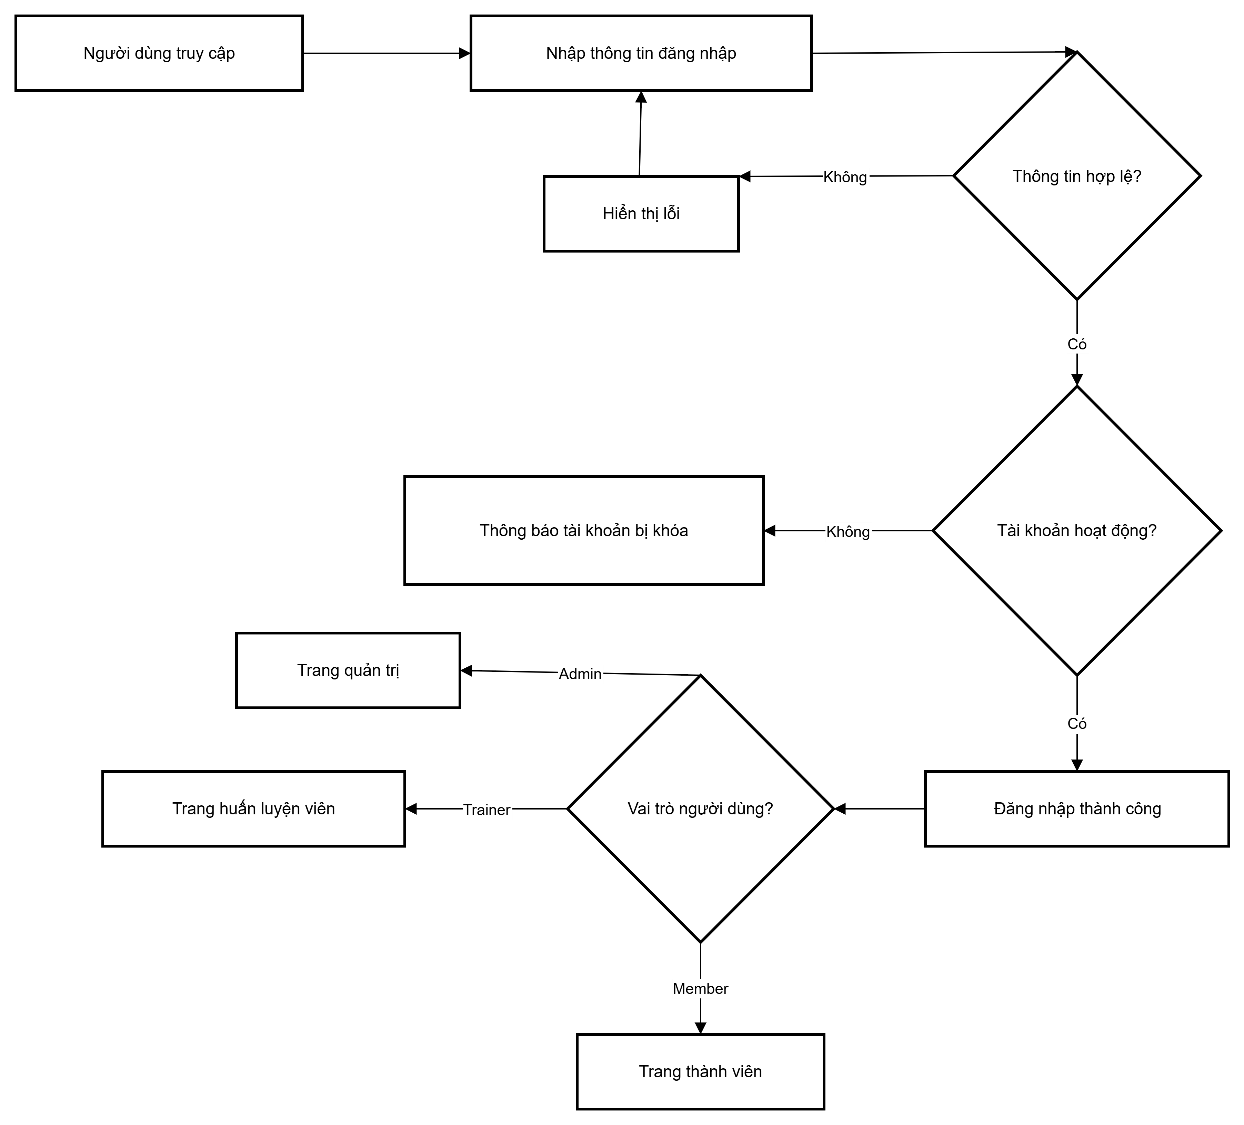 Người dùng truy cập
Nhập thông tin đăng nhập
Thông tin hợp lệ?
Không
Hiển thị lỗi
Có
Tài khoản hoạt động?
Không
Thông báo tài khoản bị khóa
Có
Đăng nhập thành công
Vai trò người dùng?
Admin
Trang quản trị
Trainer
Trang huấn luyện viên
Member
Trang thành viên